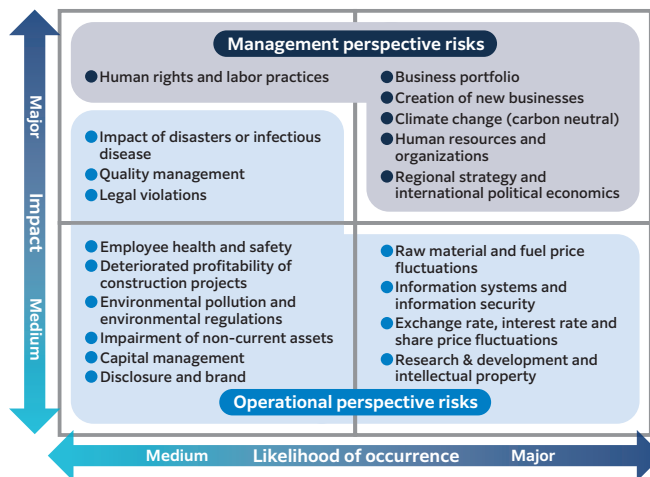 Management perspective risks
Human rights and labor practices
Business portfolio
Creation of new businesses
Climate change (carbon neutral)
Human resources and
organizations
Regional strategy and
international political economics
Impact of disasters or infectious
disease
Quality management
Legal violations
Employee health and safety
Deteriorated profitability of
construction projects
Environmental pollution and
environmental regulations
Impairment of non-current assets
Capital management
Disclosure and brand
Raw material and fuel price
fluctuations
Information systems and
information security
Exchange rate, interest rate and
share price fluctuations
Research & development and
intellectual property
Operational perspective risks
Major Impact Medium
Medium Likelihood of occurrence Major